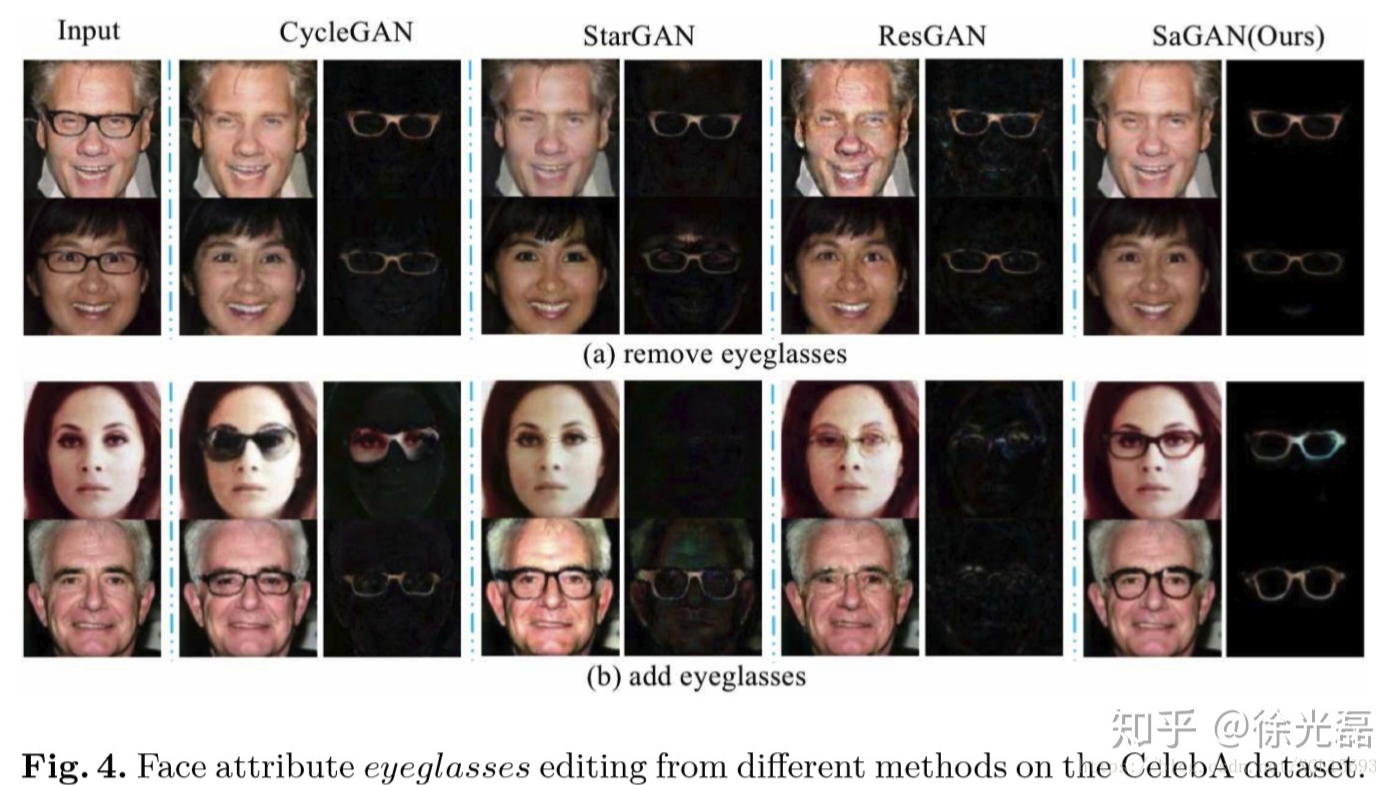 Input CycleGAN StarGAN ResGAN SaGAN(Ours)
(a) remove eyeglasses
(b) add eyeglasses
知乎 @徐光磊
Fig. 4. Face attribute eyeglasses editing from different methods on the CelebA dataset.